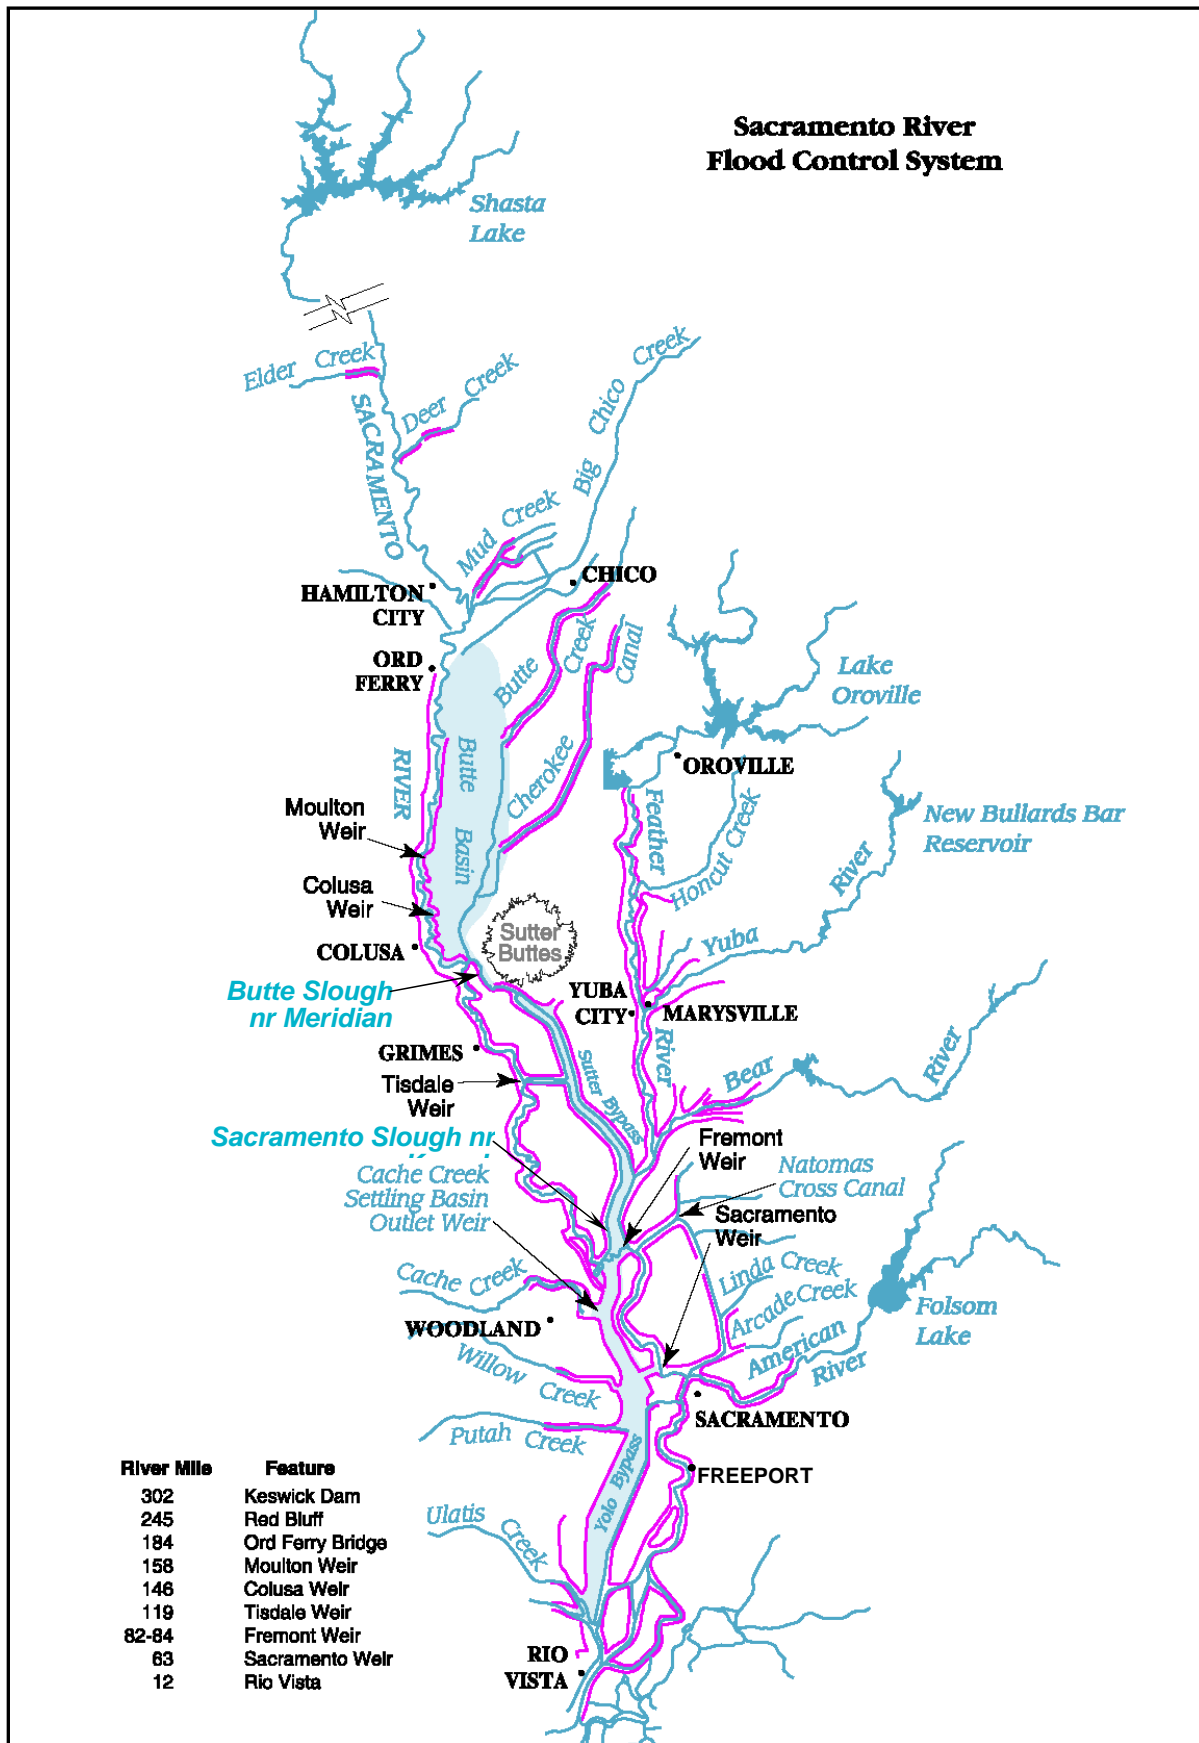 Sacramento River
Flood Control System
Shasta
Lake
Elder Creek
Deer Creek
SACRAMENTO
Big Chico Creek
Mud Creek
CHICO
HAMILTON
CITY
ORD
FERRY
Butte Creek
Cherokee Canal
Lake
Oroville
OROVILLE
RIVER
Butte Basin
Feather
Honcut Creek
New Bullards Bar
Reservoir
Moulton
Weir
Colusa
Weir
COLUSA
Sutter
Buttes
Yuba River
Butte Slough
nr Meridian
YUBA
CITY
MARYSVILLE
GRIMES
Tisdale
Weir
Sutter Bypass
River
Bear River
Sacramento Slough nr
Fremont
Weir
Cache Creek
Settling Basin
Outlet Weir
Natomas
Cross Canal
Sacramento
Weir
Cache Creek
Linda Creek
Arcade Creek
WOODLAND
Folsom
Lake
Willow Creek
American River
SACRAMENTO
Putah Creek
Yolo Bypass
FREEPORT
Ulatis Creek
RIO
VISTA
River Mile Feature
302 Keswick Dam
245 Red Bluff
184 Ord Ferry Bridge
158 Moulton Weir
146 Colusa Weir
119 Tisdale Weir
82-84 Fremont Weir
63 Sacramento Weir
12 Rio Vista